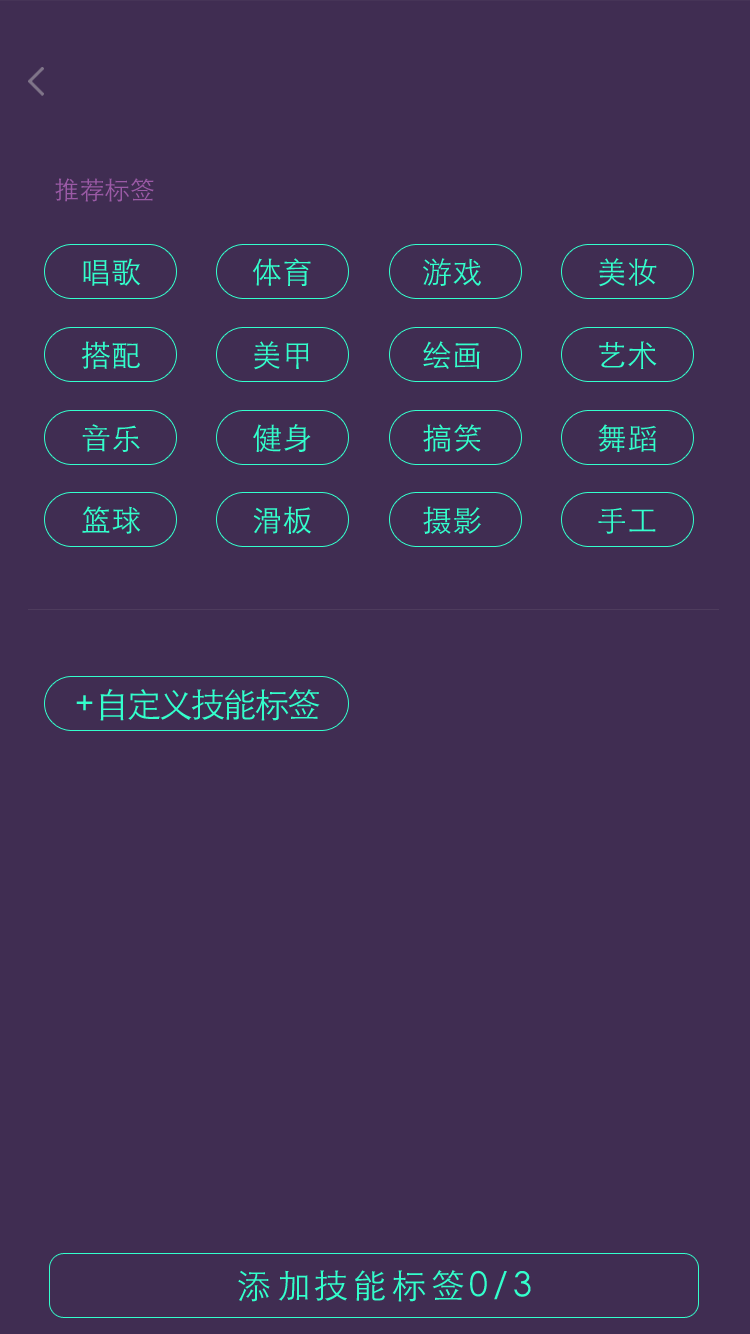 推荐标签
唱歌 体育 游戏 美妆
搭配 美甲 绘画 艺术
音乐 健身 搞笑 舞蹈
篮球 滑板 摄影 手工
+自定义技能标签
添加技能标签0/3